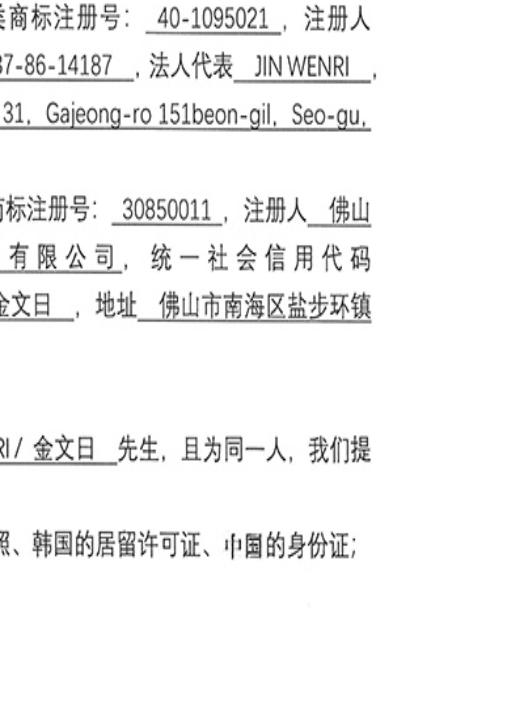 类商标注册号： 40-1095021 ，注册人
37-86-14187 ，法人代表 JIN WENRI ，
31，Gajeong-ro 151beon-gil，Seo-gu，
商标注册号： 30850011 ，注册人 佛山
有限公司，统一社会信用代码
金文日 ，地址 佛山市南海区盐步环镇
RI / 金文日 先生，且为同一人，我们提
照、韩国的居留许可证、中国的身份证；